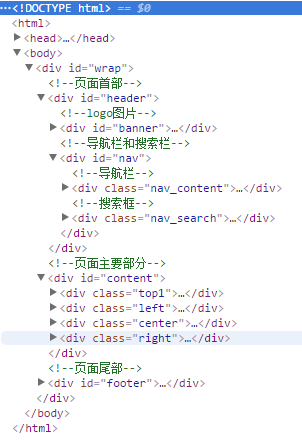 <!DOCTYPE html> == $0
<html>
<head>…</head>
<body>
<div id="wrap">
<!--页面首部-->
<div id="header">
<!--logo图片-->
<div id="banner">…</div>
<!--导航栏和搜索栏-->
<div id="nav">
<!--导航栏-->
<div class="nav_content">…</div>
<!--搜索框-->
<div class="nav_search">…</div>
</div>
</div>
<!--页面主要部分-->
<div id="content">
<div class="top1">…</div>
<div class="left">…</div>
<div class="center">…</div>
<div class="right">…</div>
</div>
<!--页面尾部-->
<div id="footer">…</div>
</div>
</body>
</html>